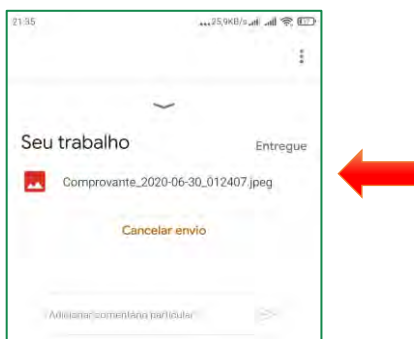 21:35 ...25,9KB/s
Seu trabalho Entregue
Comprovante_2020-06-30_012407.jpeg
Cancelar envio
Adicionar comentário particular